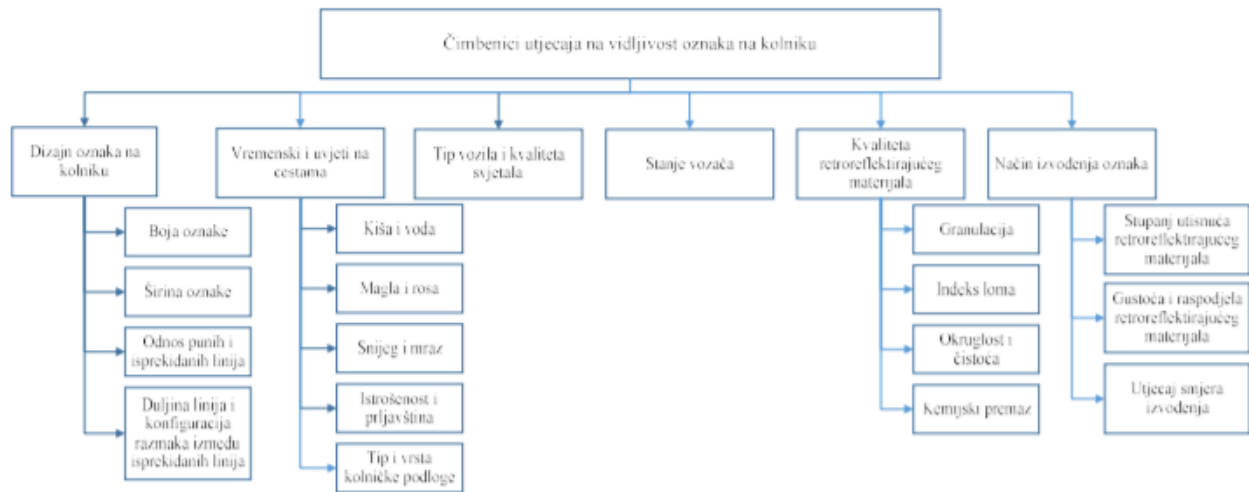 Čimbenici utjecaja na vidljivost oznaka na kolniku
Dizajn oznaka na
kolniku
Boja oznake
Širina oznake
Odnos punih i
isprekidanih linija
Duljina linija i
konfiguracija
razmaka između
isprekidanih linija
Vremenski i uvjeti na
cestama
Kiša i voda
Magla i rosa
Snijeg i mraz
Istrošenost i
prljavština
Tip i vrsta
kolničke podloge
Tip vozila i kvaliteta
svjetala
Stanje vozača
Kvaliteta
retroreflektirajućeg
materijala
Granulacija
Indeks loma
Okruglost i
čistoća
Kemijski premaz
Način izvođenja oznaka
Stupanj utisnuća
retroreflektirajućeg
materijala
Gustoća i raspodjela
retroreflektirajućeg
materijala
Utjecaj smjera
izvođenja